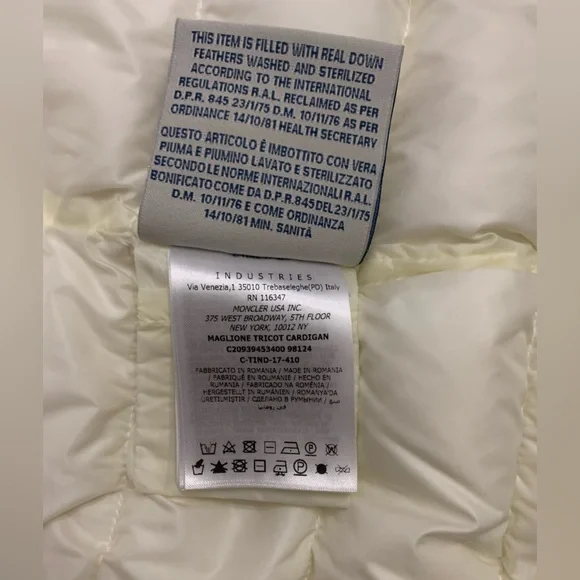 THIS ITEM IS FILLED WITH REAL DOWN
FEATHERS WASHED AND STERILIZED
ACCORDING TO THE INTERNATIONAL
REGULATIONS R.A.L. RECLAIMED AS PER
D.P.R. 845 23/1/75 D.M. 10/11/76 AS PER
ORDINANCE 14/10/81 HEALTH SECRETARY
QUESTO ARTICOLO È IMBOTTITO CON VERA
PIUMA E PIUMINO LAVATO E STERILIZZATO
SECONDO LE NORME INTERNAZIONALI R.A.L.
BONIFICATO COME DA D.P.R. 845 DEL 23/1/75
D.M. 10/11/76 E COME ORDINANZA
14/10/81 MIN. SANITÀ
INDUSTRIES
Via Venezia,1 35010 Trebaseleghe(PD) Italy
RN 116347
MONCLER USA INC.
375 WEST BROADWAY, 5TH FLOOR
NEW YORK, 10012 NY
MAGLIONE TRICOT CARDIGAN
C20939453400 98124
C-TIND-17-410
FABBRICATO IN ROMANIA / MADE IN ROMANIA
/ FABRIQUÉ EN ROUMANIE / HECHO EN
RUMANIA / FABRICADO NA ROMÉNIA /
HERGESTELLT IN RUMÄNIEN / ROMANYA'DA
ÜRETILMIŞTIR / СДЕЛАНО В РУМЫНИИ /